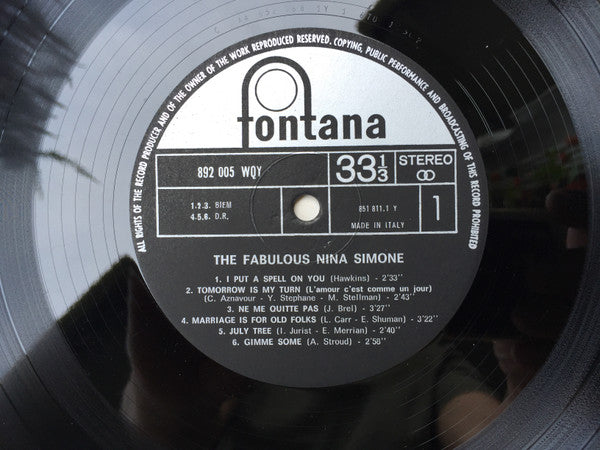 ALL RIGHTS OF THE RECORD PRODUCER AND OF THE OWNER OF THE WORK REPRODUCED RESERVED. COPYING, PUBLIC PERFORMANCE AND BROADCASTING OF THIS RECORD PROHIBITED
fontana
892 005 WQY
33 1/3
STEREO
1.2.3. BIEM
4.5.6. D.R.
851 811.1 Y
MADE IN ITALY
1
THE FABULOUS NINA SIMONE
1. I PUT A SPELL ON YOU (Hawkins) - 2'33''
2. TOMORROW IS MY TURN (L'amour c'est comme un jour)
(C. Aznavour - Y. Stephane - M. Stellman) - 2'43''
3. NE ME QUITTE PAS (J. Brel) - 3'27''
4. MARRIAGE IS FOR OLD FOLKS (L. Carr - E. Shuman) - 3'22''
5. JULY TREE (I. Jurist - E. Merrian) - 2'40''
6. GIMME SOME (A. Stroud) - 2'58''